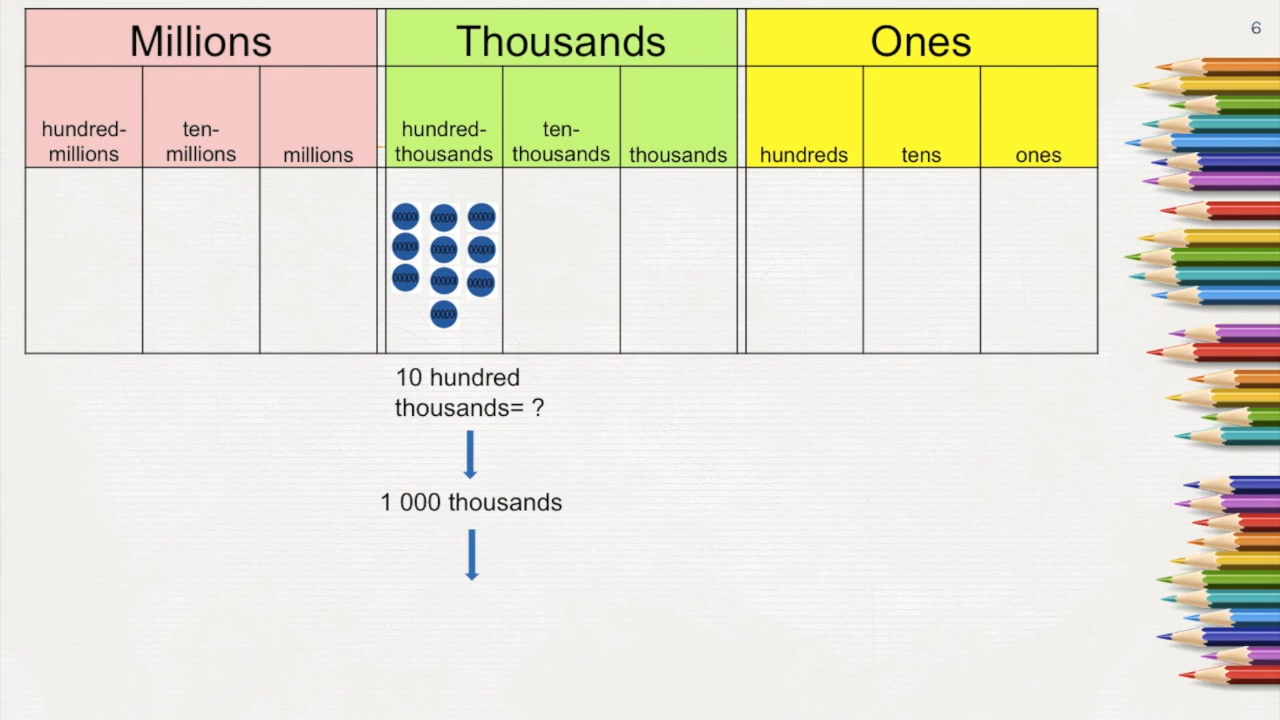 Millions Thousands Ones
6
hundred-
millions
ten-
millions
millions
hundred-
thousands
ten-
thousands
thousands
hundreds
tens
ones
10 hundred
thousands= ?
1 000 thousands